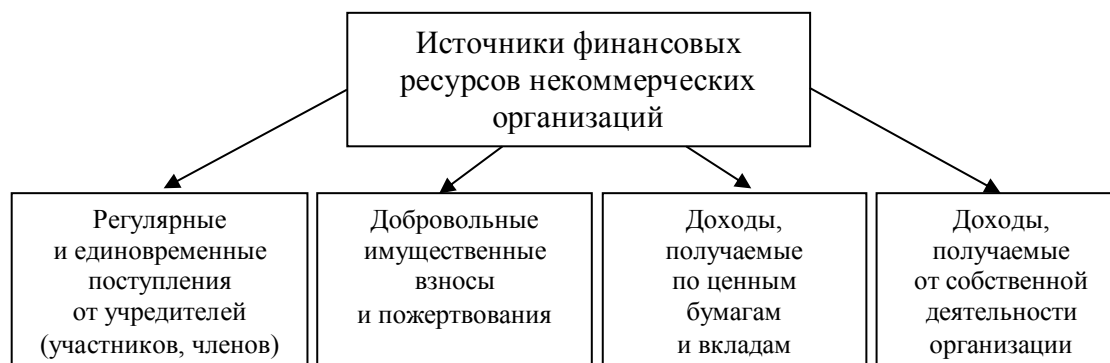 Источники финансовых
ресурсов некоммерческих
организаций
Регулярные
и единовременные
поступления
от учредителей
(участников, членов)
Добровольные
имущественные
взносы
и пожертвования
Доходы,
получаемые
по ценным
бумагам
и вкладам
Доходы,
получаемые
от собственной
деятельности
организации